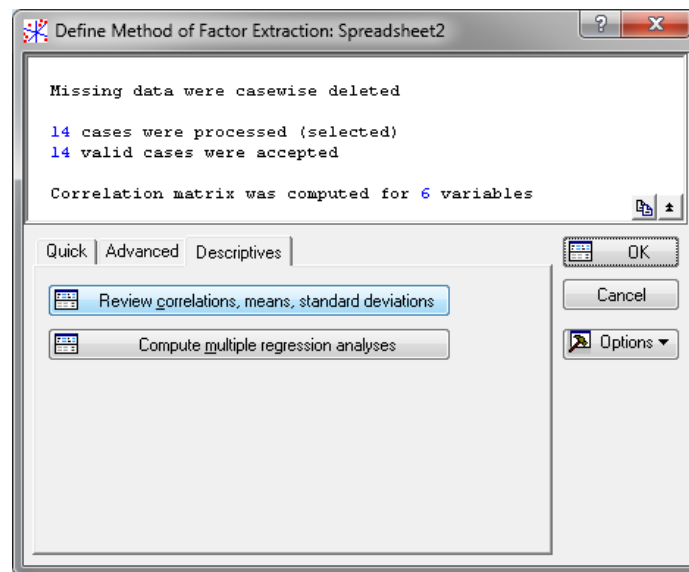 Define Method of Factor Extraction: Spreadsheet2
Missing data were casewise deleted
14 cases were processed (selected)
14 valid cases were accepted
Correlation matrix was computed for 6 variables
Quick Advanced Descriptives
OK
Review correlations, means, standard deviations
Cancel
Compute multiple regression analyses
Options